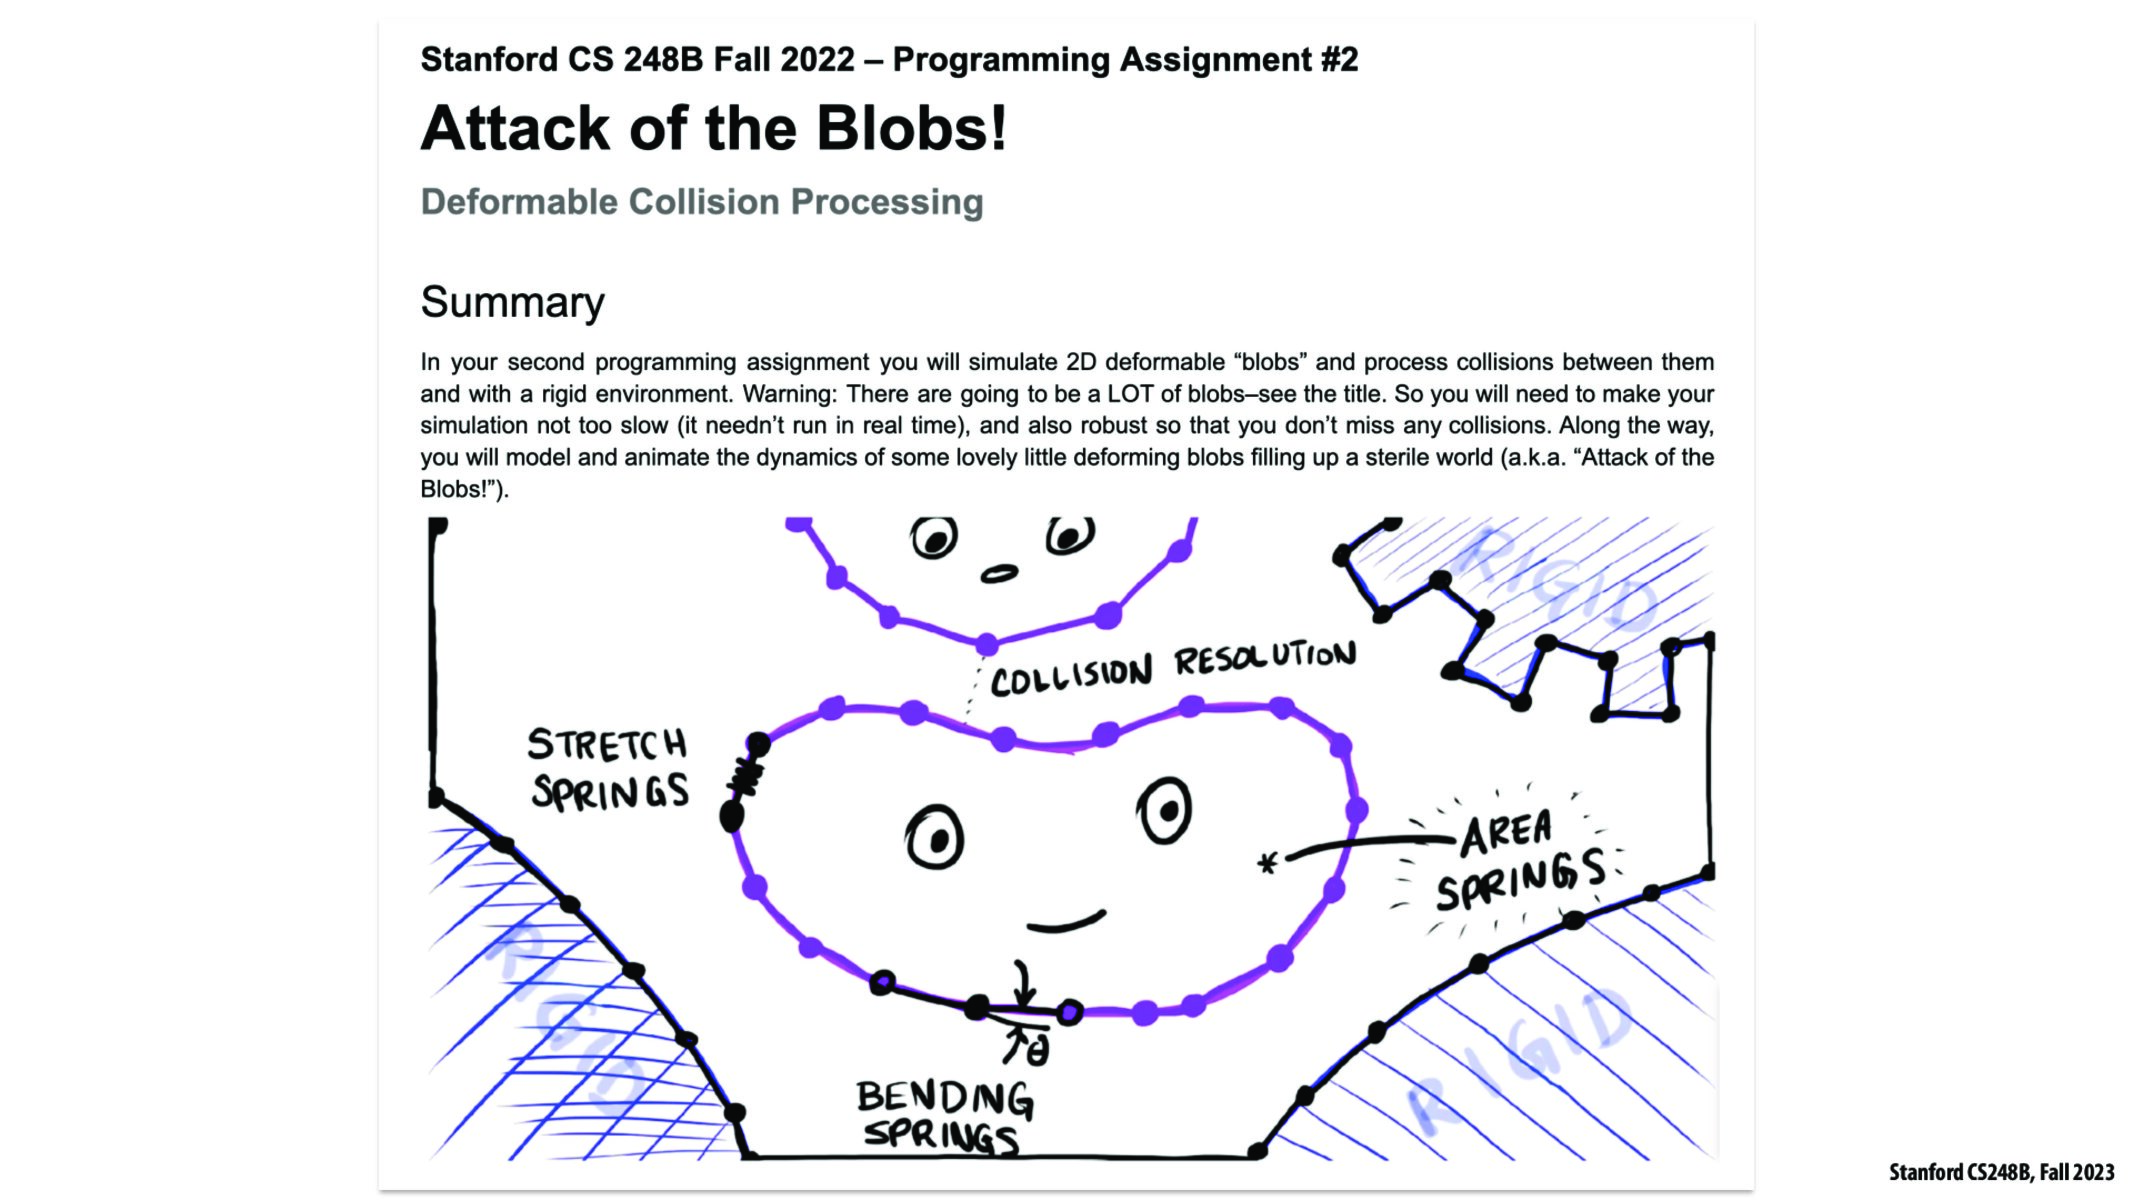 Stanford CS 248B Fall 2022 – Programming Assignment #2
Attack of the Blobs!
Deformable Collision Processing
Summary
In your second programming assignment you will simulate 2D deformable “blobs” and process collisions between them
and with a rigid environment. Warning: There are going to be a LOT of blobs–see the title. So you will need to make your
simulation not too slow (it needn’t run in real time), and also robust so that you don’t miss any collisions. Along the way,
you will model and animate the dynamics of some lovely little deforming blobs filling up a sterile world (a.k.a. “Attack of the
Blobs!”).
RIGID
COLLISION RESOLUTION
STRETCH
SPRINGS
AREA
SPRINGS
RIGID
RIGID
θ
BENDING
SPRINGS
Stanford CS248B, Fall 2023